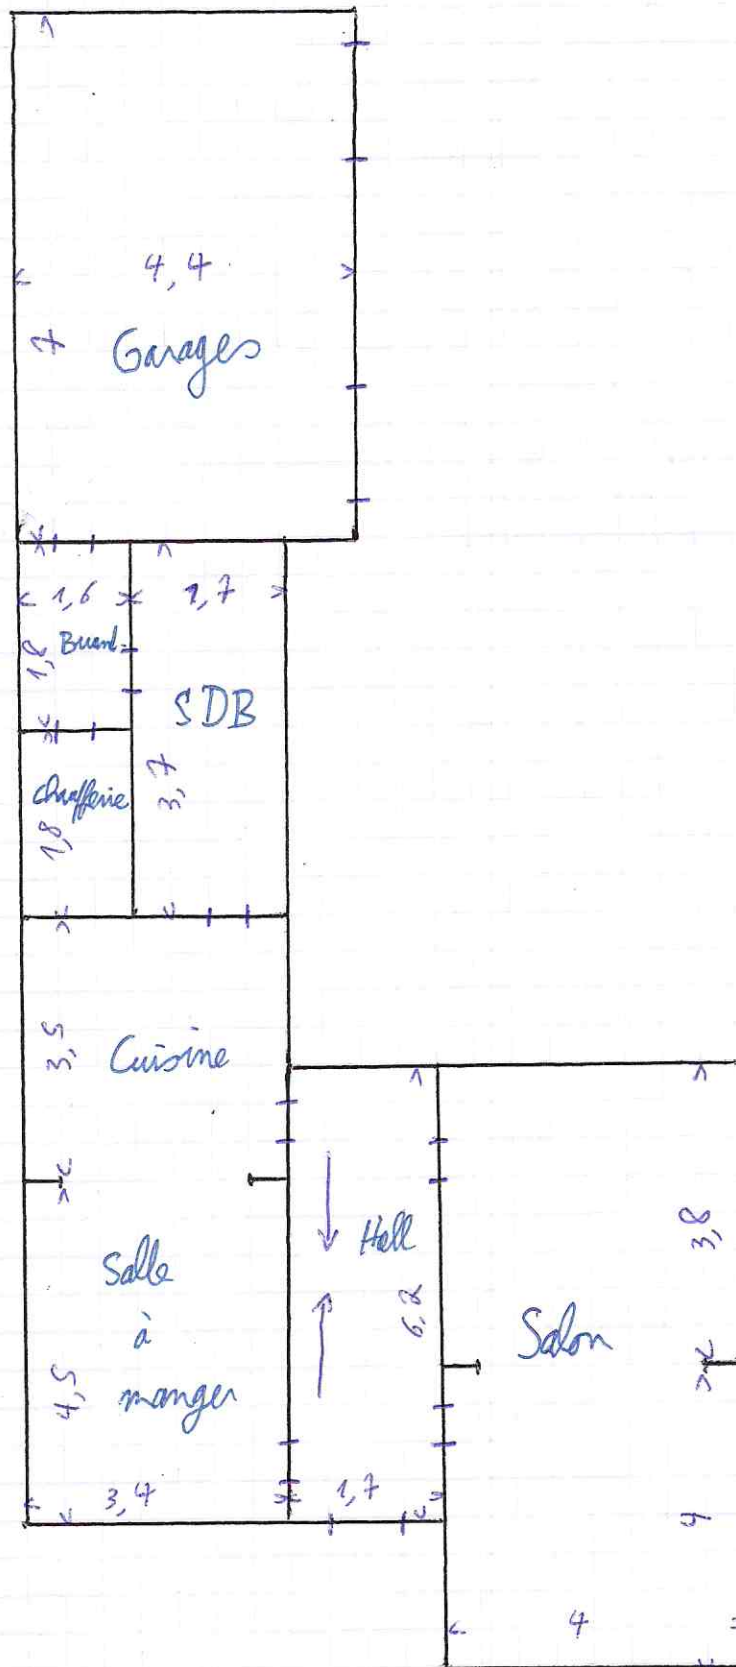 4,4
7
Garages
1,6
1,7
1,8
Buand.
SDB
3,7
Chaufferie
1,8
3,5
Cuisine
3,8
Hall
Salle
à
manger
6,2
Salon
4,5
3,4
1,7
4
4